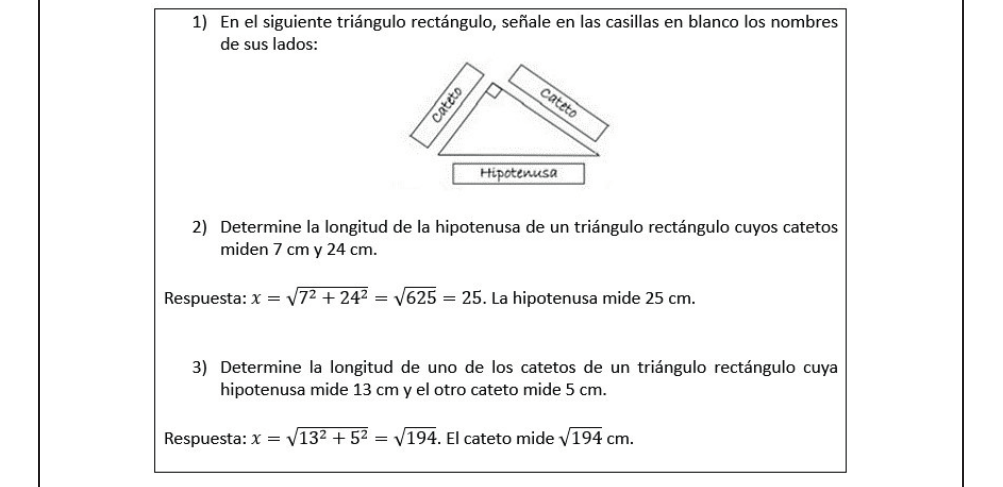 1) En el siguiente triángulo rectángulo, señale en las casillas en blanco los nombres
de sus lados:
Cateto
Cateto
Hipotenusa
2) Determine la longitud de la hipotenusa de un triángulo rectángulo cuyos catetos
miden 7 cm y 24 cm.
Respuesta: x = √(7² + 24²) = √625 = 25. La hipotenusa mide 25 cm.
3) Determine la longitud de uno de los catetos de un triángulo rectángulo cuya
hipotenusa mide 13 cm y el otro cateto mide 5 cm.
Respuesta: x = √(13² + 5²) = √194. El cateto mide √194 cm.